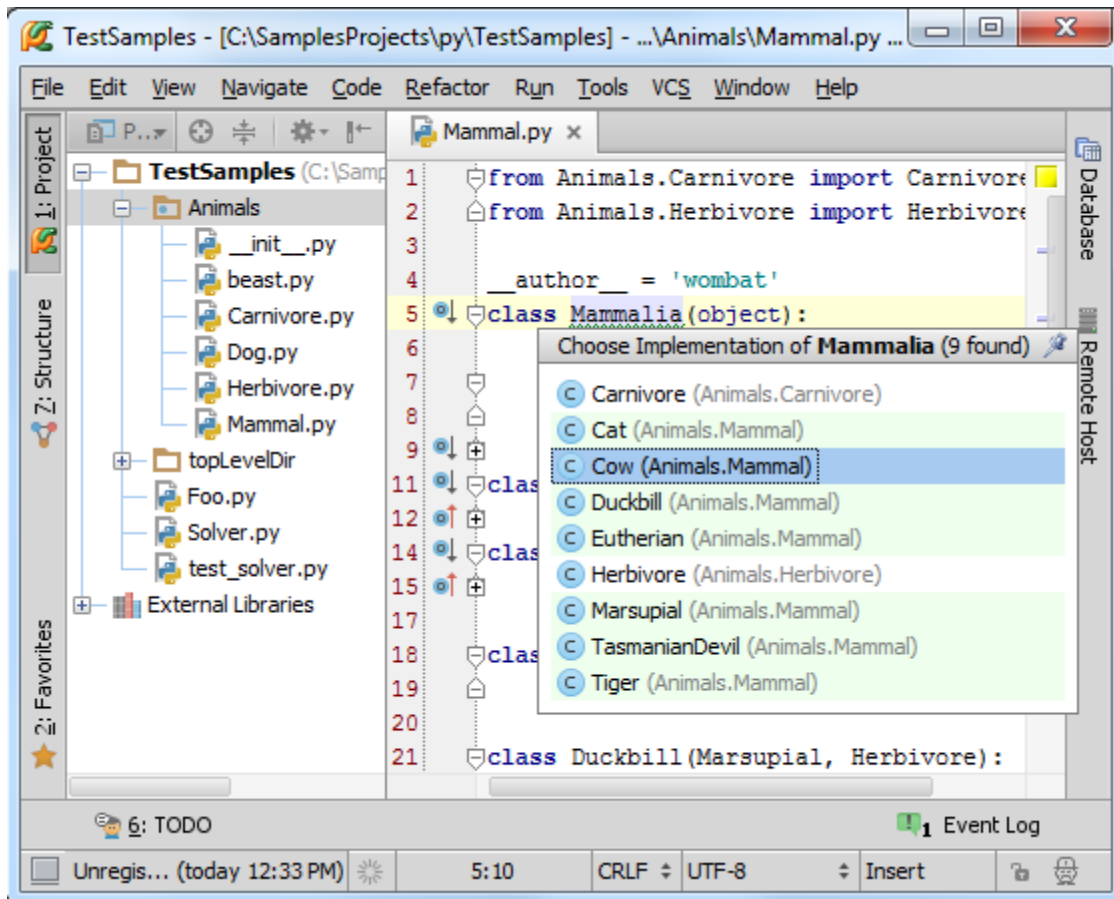 TestSamples - [C:\SamplesProjects\py\TestSamples] - ...\Animals\Mammal.py ...
File Edit View Navigate Code Refactor Run Tools VCS Window Help
1: Project
Z: Structure
2: Favorites
P...
TestSamples (C:\Samp
Animals
__init__.py
beast.py
Carnivore.py
Dog.py
Herbivore.py
Mammal.py
topLevelDir
Foo.py
Solver.py
test_solver.py
External Libraries
Mammal.py
1 from Animals.Carnivore import Carnivore
2 from Animals.Herbivore import Herbivore
3
4 __author__ = 'wombat'
5 class Mammalia(object):
6
7
8
9
11 clas
12
14 clas
15
17
18 clas
19
20
21 class Duckbill(Marsupial, Herbivore):
Choose Implementation of Mammalia (9 found)
C Carnivore (Animals.Carnivore)
C Cat (Animals.Mammal)
C Cow (Animals.Mammal)
C Duckbill (Animals.Mammal)
C Eutherian (Animals.Mammal)
C Herbivore (Animals.Herbivore)
C Marsupial (Animals.Mammal)
C TasmanianDevil (Animals.Mammal)
C Tiger (Animals.Mammal)
Database
Remote Host
6: TODO
1 Event Log
Unregis... (today 12:33 PM) 5:10 CRLF UTF-8 Insert